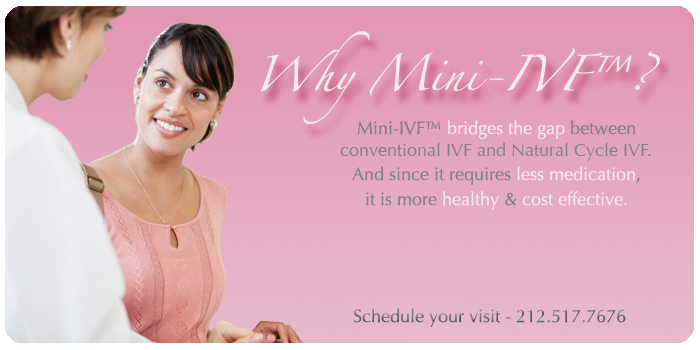 Why Mini-IVF™?
Mini-IVF™ bridges the gap between
conventional IVF and Natural Cycle IVF.
And since it requires less medication,
it is more healthy & cost effective.
Schedule your visit - 212.517.7676